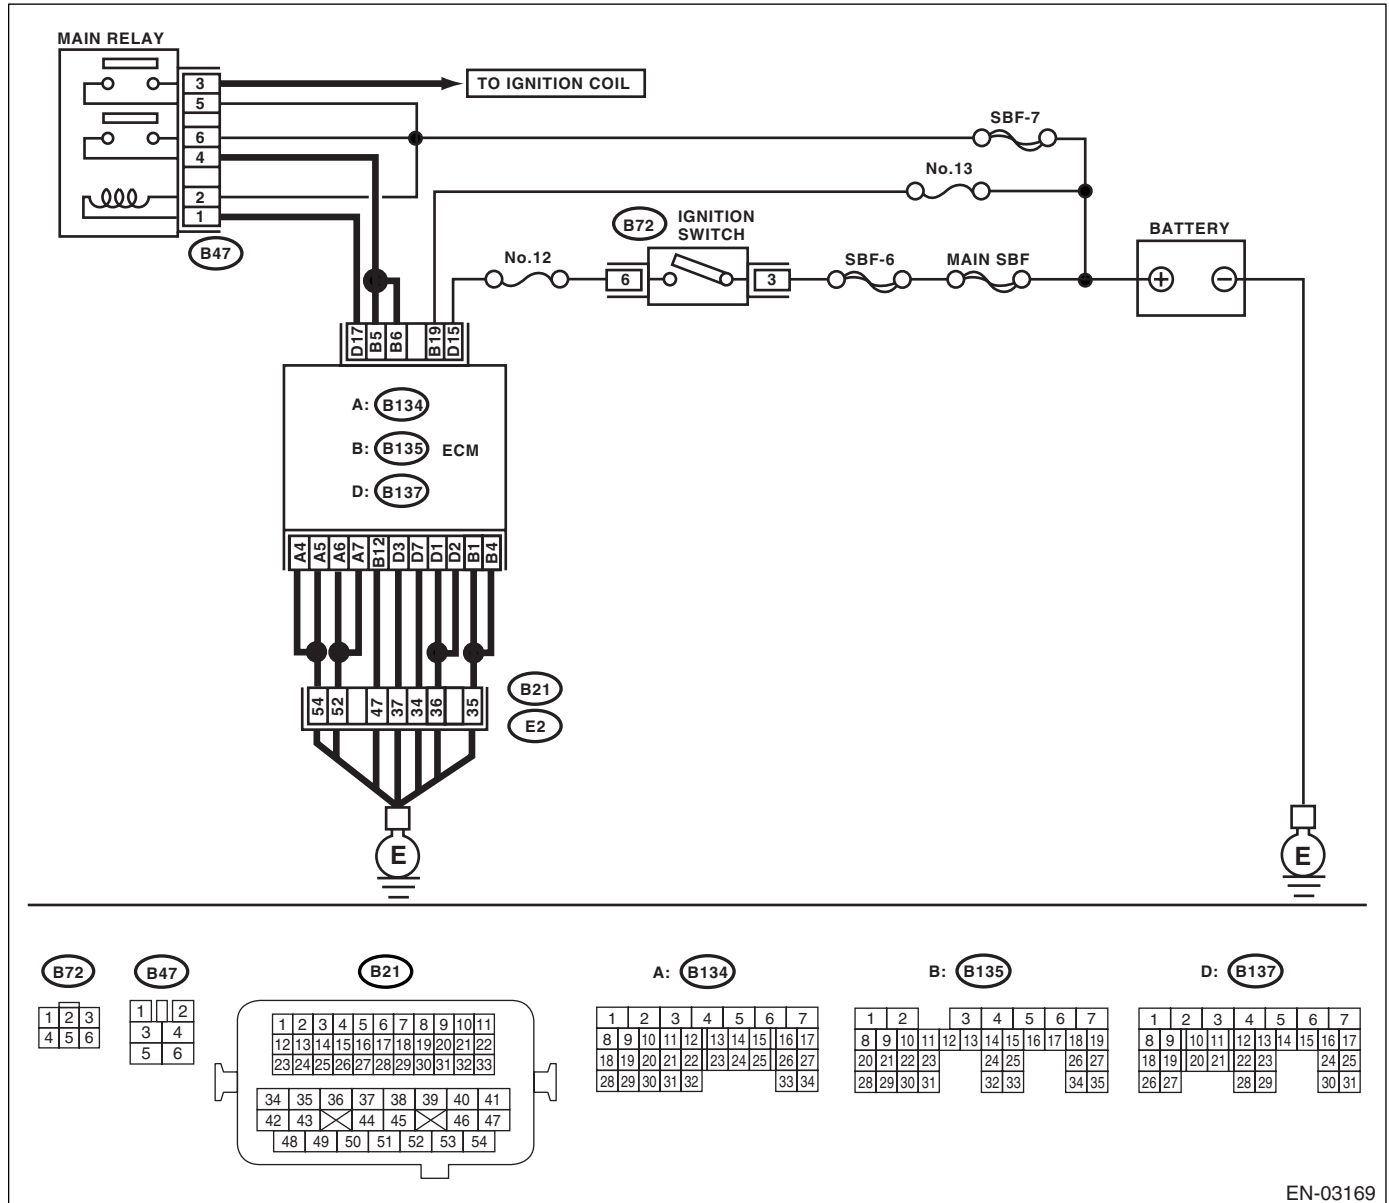 MAIN RELAY
3
TO IGNITION COIL
5
6
4
2
1
B47
SBF-7
No.13
B72
IGNITION
SWITCH
BATTERY
No.12
6
3
SBF-6
MAIN SBF
+
−
D17 B5 B6 B19 D15
A: B134
B: B135 ECM
D: B137
A4 A5 A6 A7 B12 D3 D7 D1 D2 B1 B4
54 52 47 37 34 36 35
B21
E2
E
E
B72
1 2 3
4 5 6
B47
1 2
3 4
5 6
B21
1 2 3 4 5 6 7 8 9 10 11
12 13 14 15 16 17 18 19 20 21 22
23 24 25 26 27 28 29 30 31 32 33
34 35 36 37 38 39 40 41
42 43 44 45 46 47
48 49 50 51 52 53 54
A: B134
1 2 3 4 5 6 7
8 9 10 11 12 13 14 15 16 17
18 19 20 21 22 23 24 25 26 27
28 29 30 31 32 33 34
B: B135
1 2 3 4 5 6 7
8 9 10 11 12 13 14 15 16 17 18 19
20 21 22 23 24 25 26 27
28 29 30 31 32 33 34 35
D: B137
1 2 3 4 5 6 7
8 9 10 11 12 13 14 15 16 17
18 19 20 21 22 23 24 25
26 27 28 29 30 31
EN-03169